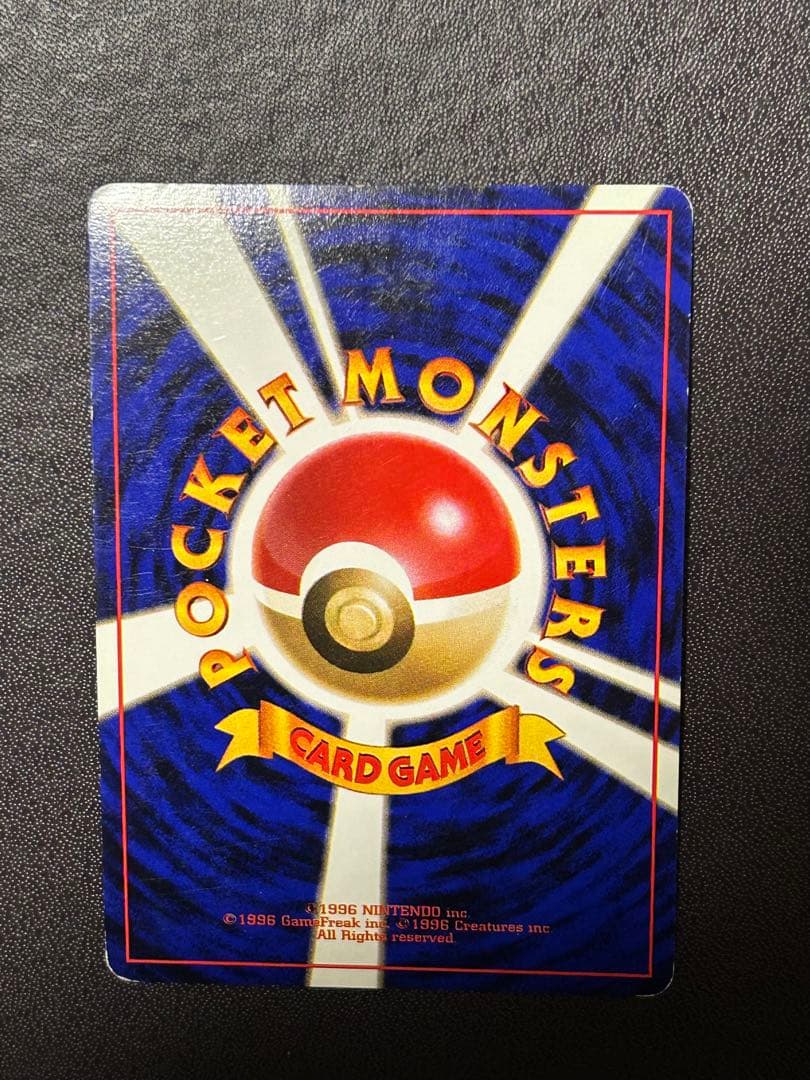 POCKET MONSTERS
CARD GAME
©1996 NINTENDO inc.
©1996 GameFreak inc. ©1996 Creatures inc.
All Rights reserved.